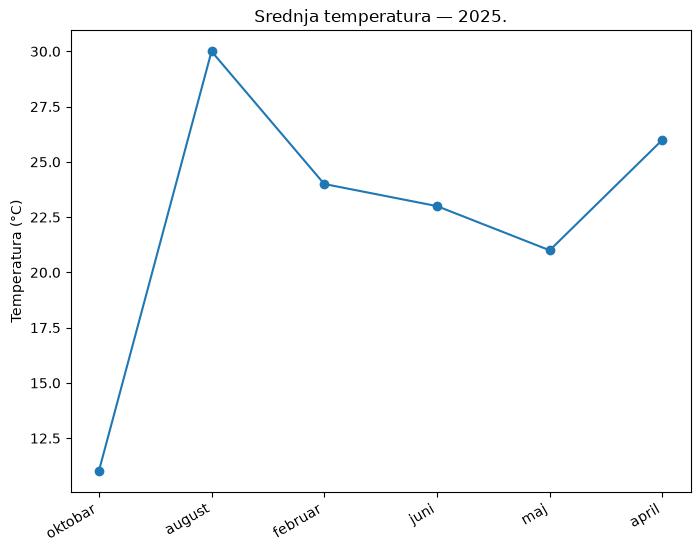 Srednja temperatura — 2025.
Temperatura (°C)
30.0
27.5
25.0
22.5
20.0
17.5
15.0
12.5
oktobar
august
februar
juni
maj
april